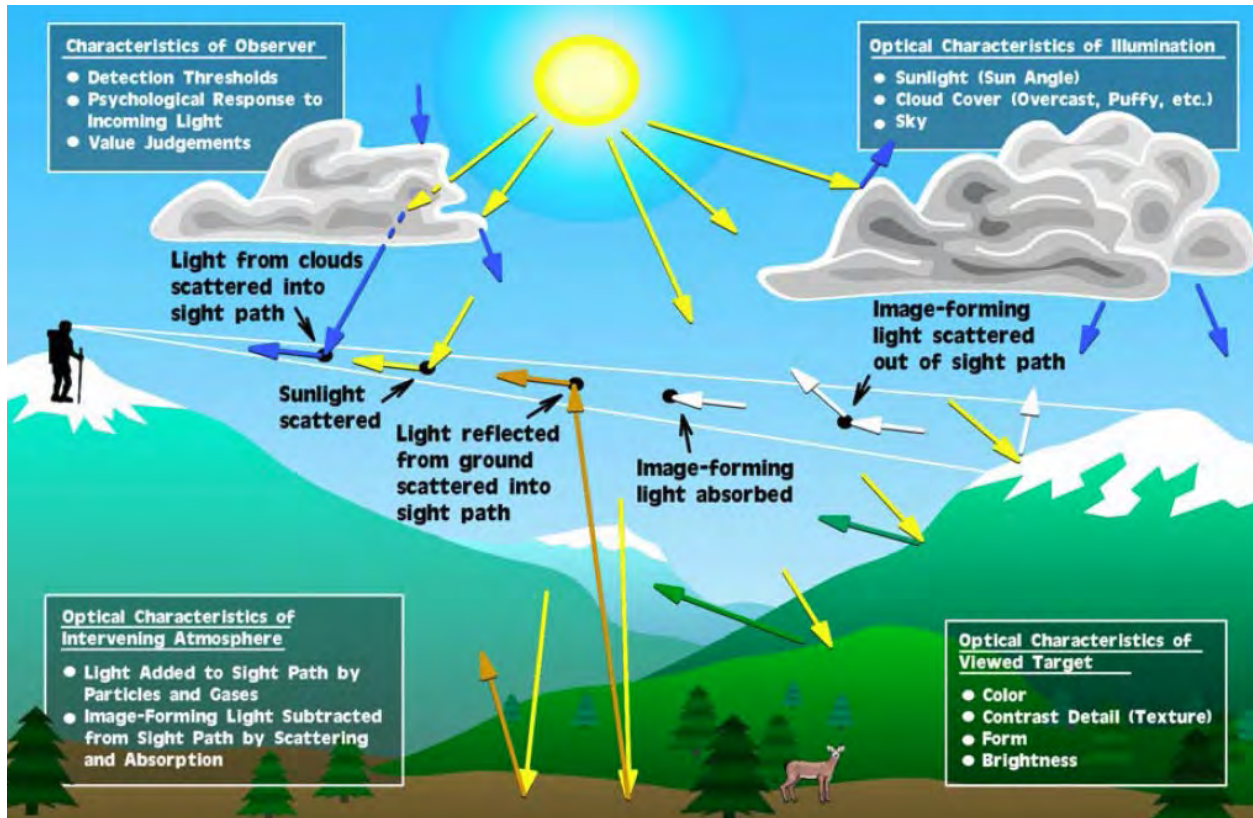 Characteristics of Observer
● Detection Thresholds
● Psychological Response to
Incoming Light
● Value Judgements
Optical Characteristics of Illumination
● Sunlight (Sun Angle)
● Cloud Cover (Overcast, Puffy, etc.)
● Sky
Light from clouds
scattered into
sight path
Sunlight
scattered
Light reflected
from ground
scattered into
sight path
Image-forming
light absorbed
Image-forming
light scattered
out of sight path
Optical Characteristics of
Intervening Atmosphere
● Light Added to Sight Path by
Particles and Gases
● Image-Forming Light Subtracted
from Sight Path by Scattering
and Absorption
Optical Characteristics of
Viewed Target
● Color
● Contrast Detail (Texture)
● Form
● Brightness